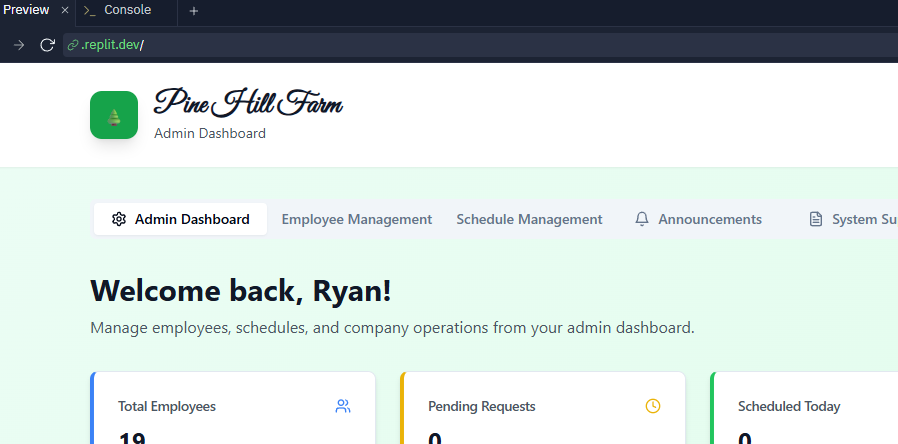 Preview × >_ Console +
.replit.dev/
Pine Hill Farm
Admin Dashboard
Admin Dashboard Employee Management Schedule Management Announcements System Su
Welcome back, Ryan!
Manage employees, schedules, and company operations from your admin dashboard.
Total Employees Pending Requests Scheduled Today
19 0 0